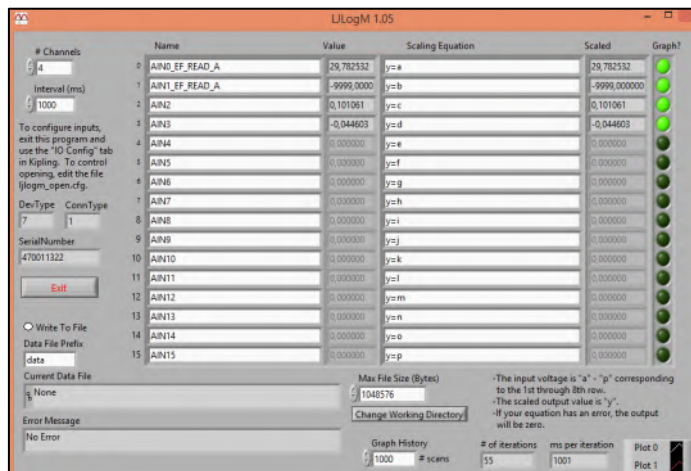 LJLogM 1.05
# Channels
4
Interval (ms)
1000
To configure inputs,
exit this program and
use the "IO Config" tab
in Kipling. To control
opening, edit the file
ljlogm_open.cfg.
DevType ConnType
7 1
SerialNumber
470011322
Exit
Write To File
Data File Prefix
data
Current Data File
None
Error Message
No Error
Name Value Scaling Equation Scaled Graph?
0 AIN0_EF_READ_A 29,782532 y=a 29,782532
1 AIN1_EF_READ_A -9999,0000 y=b -9999,000000
2 AIN2 0,101061 y=c 0,101061
3 AIN3 -0,044603 y=d -0,044603
4 AIN4 0,000000 y=e 0,000000
5 AIN5 0,000000 y=f 0,000000
6 AIN6 0,000000 y=g 0,000000
7 AIN7 0,000000 y=h 0,000000
8 AIN8 0,000000 y=i 0,000000
9 AIN9 0,000000 y=j 0,000000
10 AIN10 0,000000 y=k 0,000000
11 AIN11 0,000000 y=l 0,000000
12 AIN12 0,000000 y=m 0,000000
13 AIN13 0,000000 y=n 0,000000
14 AIN14 0,000000 y=o 0,000000
15 AIN15 0,000000 y=p 0,000000
Max File Size (Bytes)
1048576
Change Working Directory
-The input voltage is "a" - "p" corresponding
to the 1st through 8th row.
-The scaled output value is "y".
-If your equation has an error, the output
will be zero.
Graph History
1000 # scans
# of iterations
55
ms per iteration
1001
Plot 0
Plot 1